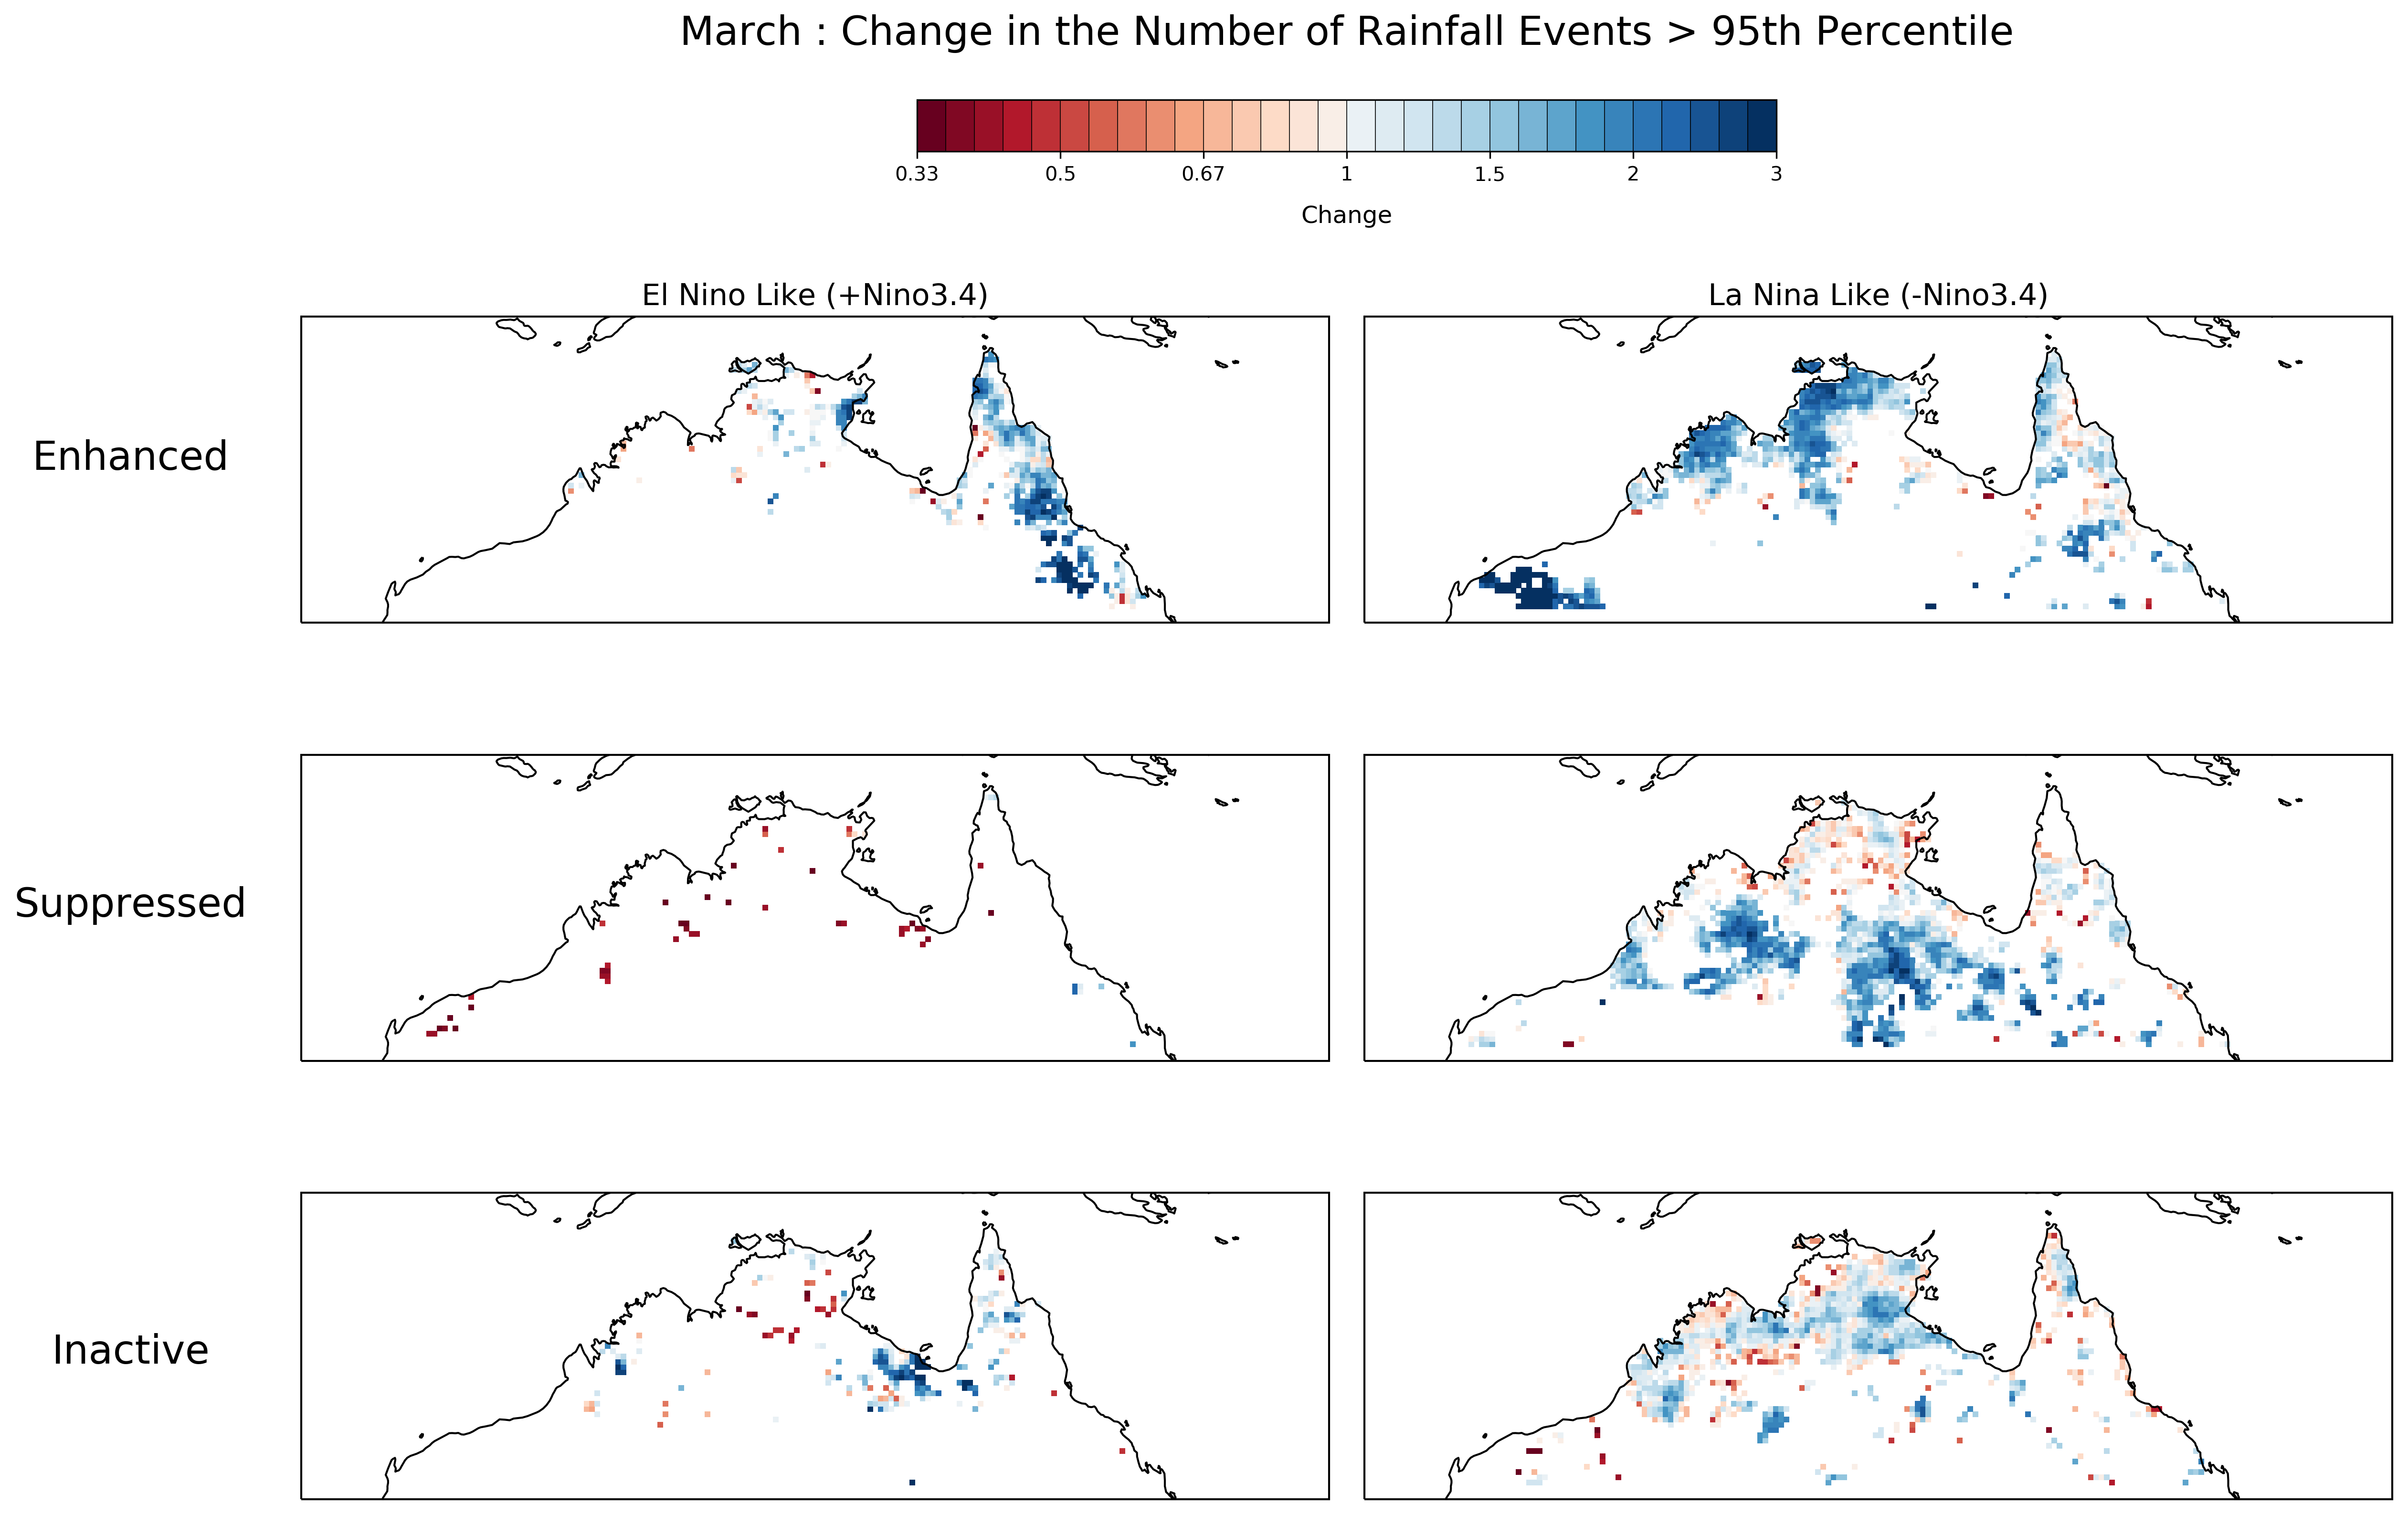 March : Change in the Number of Rainfall Events > 95th Percentile
0.33 0.5 0.67 1 1.5 2 3
Change
El Nino Like (+Nino3.4) La Nina Like (-Nino3.4)
Enhanced
Suppressed
Inactive